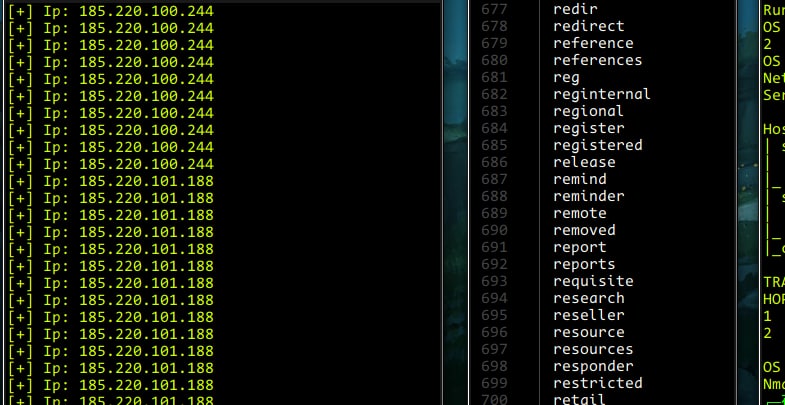 [+] Ip: 185.220.100.244
[+] Ip: 185.220.100.244
[+] Ip: 185.220.100.244
[+] Ip: 185.220.100.244
[+] Ip: 185.220.100.244
[+] Ip: 185.220.100.244
[+] Ip: 185.220.100.244
[+] Ip: 185.220.100.244
[+] Ip: 185.220.100.244
[+] Ip: 185.220.100.244
[+] Ip: 185.220.101.188
[+] Ip: 185.220.101.188
[+] Ip: 185.220.101.188
[+] Ip: 185.220.101.188
[+] Ip: 185.220.101.188
[+] Ip: 185.220.101.188
[+] Ip: 185.220.101.188
[+] Ip: 185.220.101.188
[+] Ip: 185.220.101.188
[+] Ip: 185.220.101.188
[+] Ip: 185.220.101.188
[+] Ip: 185.220.101.188
[+] Ip: 185.220.101.188
[+] Ip: 185.220.101.188
677 redir
678 redirect
679 reference
680 references
681 reg
682 reginternal
683 regional
684 register
685 registered
686 release
687 remind
688 reminder
689 remote
690 removed
691 report
692 reports
693 requisite
694 research
695 reseller
696 resource
697 resources
698 responder
699 restricted
700 retail
Run
OS
2
OS
Net
Ser
Hos
| s
|
|_
| s
|
|_
|_c
TRA
HOP
1
2
OS
Nma